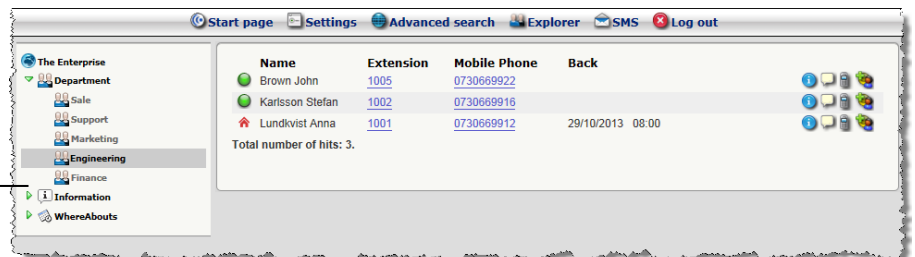 Start page Settings Advanced search Explorer SMS Log out
The Enterprise
Department
Sale
Support
Marketing
Engineering
Finance
Information
WhereAbouts
Name Extension Mobile Phone Back
Brown John 1005 0730669922
Karlsson Stefan 1002 0730669916
Lundkvist Anna 1001 0730669912 29/10/2013 08:00
Total number of hits: 3.